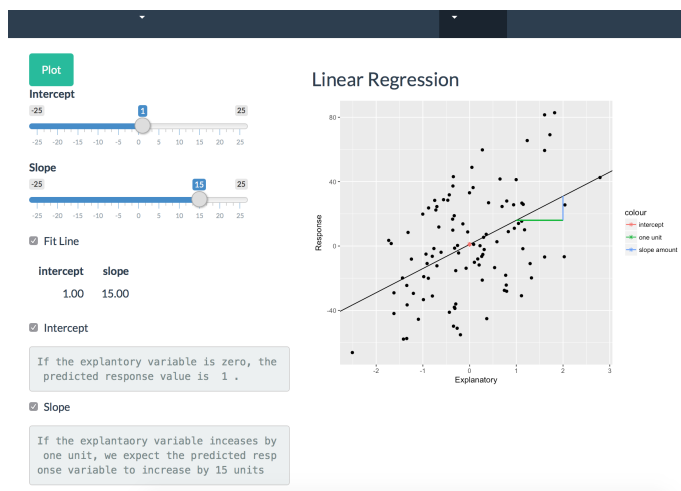 Plot
Intercept
-25 1 25
-25 -20 -15 -10 -5 0 5 10 15 20 25
Slope
-25 15 25
-25 -20 -15 -10 -5 0 5 10 15 20 25
Fit Line
intercept slope
1.00 15.00
Intercept
If the explantory variable is zero, the
predicted response value is 1 .
Slope
If the explantaory variable inceases by
one unit, we expect the predicted resp
onse variable to increase by 15 units
Linear Regression
Response
80
40
0
-40
-2 -1 0 1 2 3
Explanatory
colour
intercept
one unit
slope amount